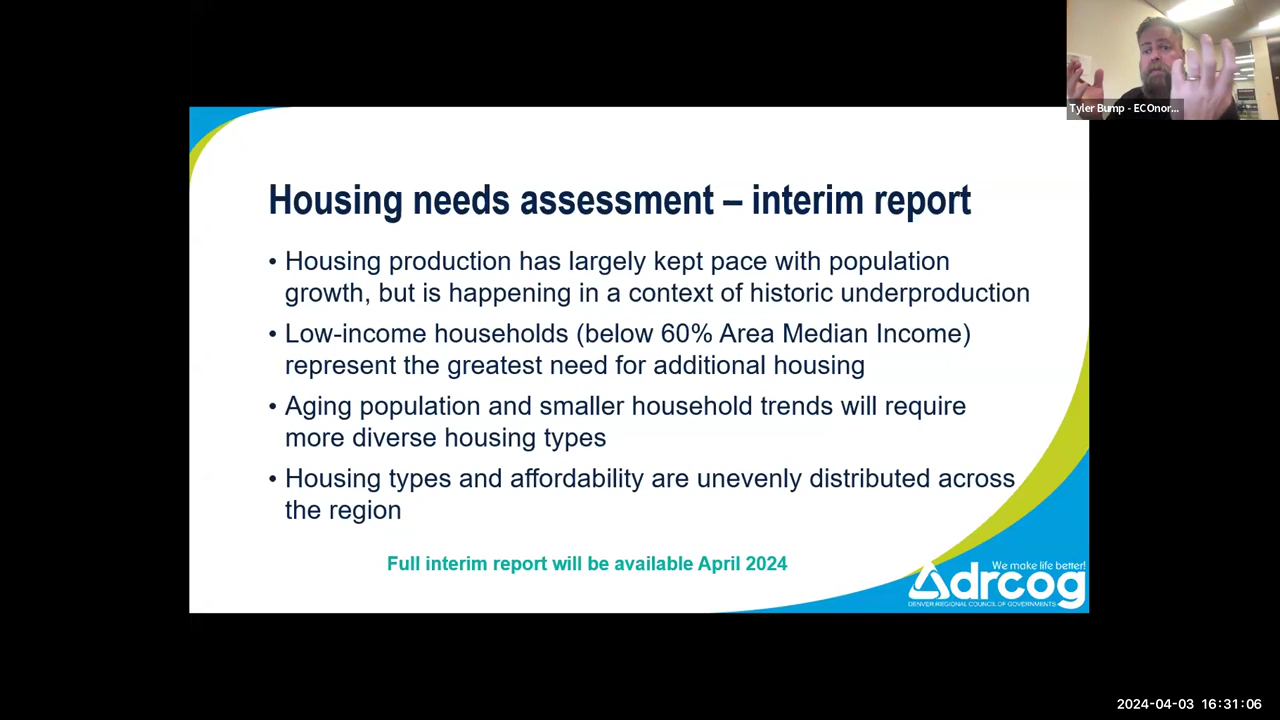 Tyler Bump - ECOnor...
Housing needs assessment – interim report
• Housing production has largely kept pace with population
growth, but is happening in a context of historic underproduction
• Low-income households (below 60% Area Median Income)
represent the greatest need for additional housing
• Aging population and smaller household trends will require
more diverse housing types
• Housing types and affordability are unevenly distributed across
the region
Full interim report will be available April 2024
We make life better!
drcog
DENVER REGIONAL COUNCIL OF GOVERNMENTS
2024-04-03 16:31:06